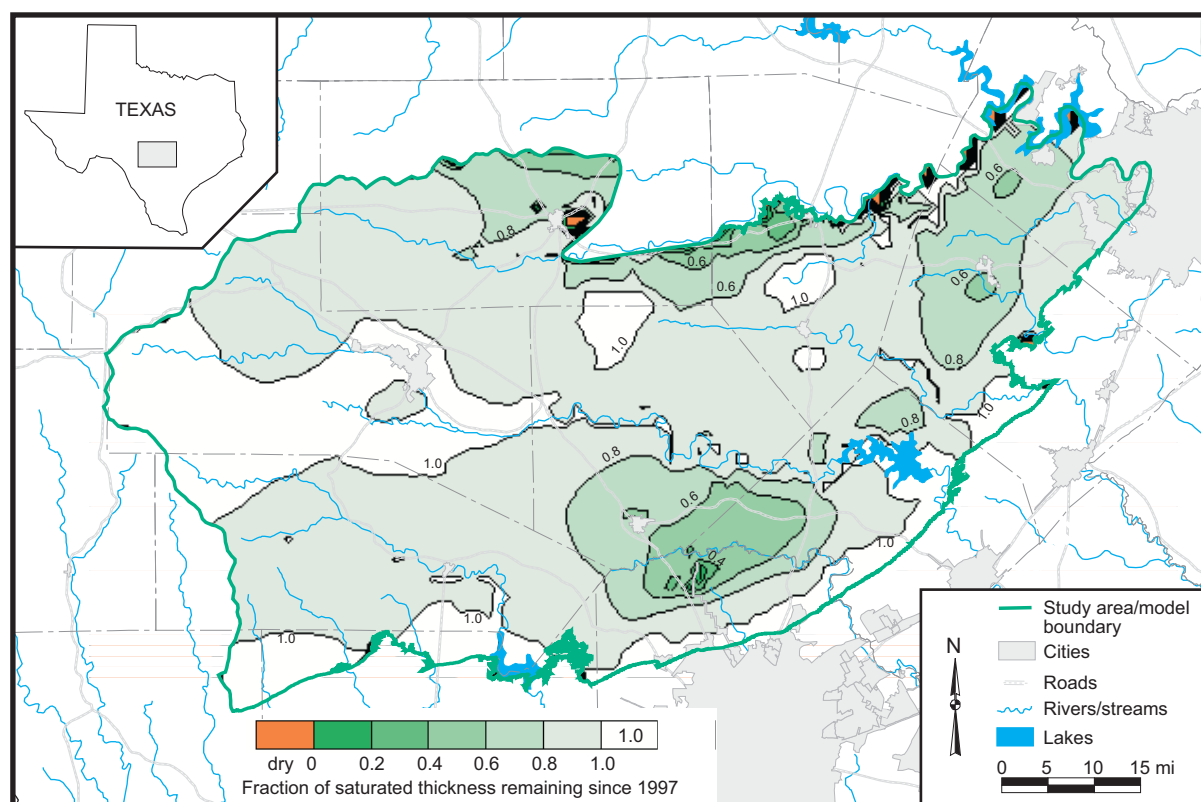 TEXAS
0.8
0.6
0.6
1.0
1.0
0.6
0.6
0.8
1.0
0.8
1.0
0.8
0.6
0.4
1.0
1.0
1.0
1.0
dry 0 0.2 0.4 0.6 0.8 1.0
Fraction of saturated thickness remaining since 1997
N
Study area/model
boundary
Cities
Roads
Rivers/streams
Lakes
0 5 10 15 mi